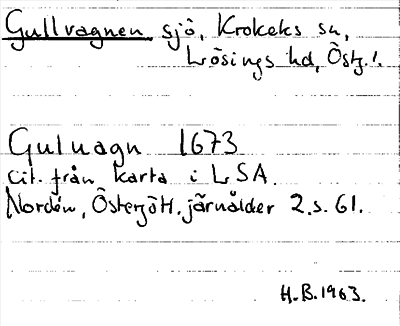 Gullvagnen sjö, Krokeks sn,
Lösings hd, Östg.l.
Guluagn 1673
cit. från karta i LSA.
Nordén, Östergötl. järnålder 2. s. 61.
H.B. 1963.